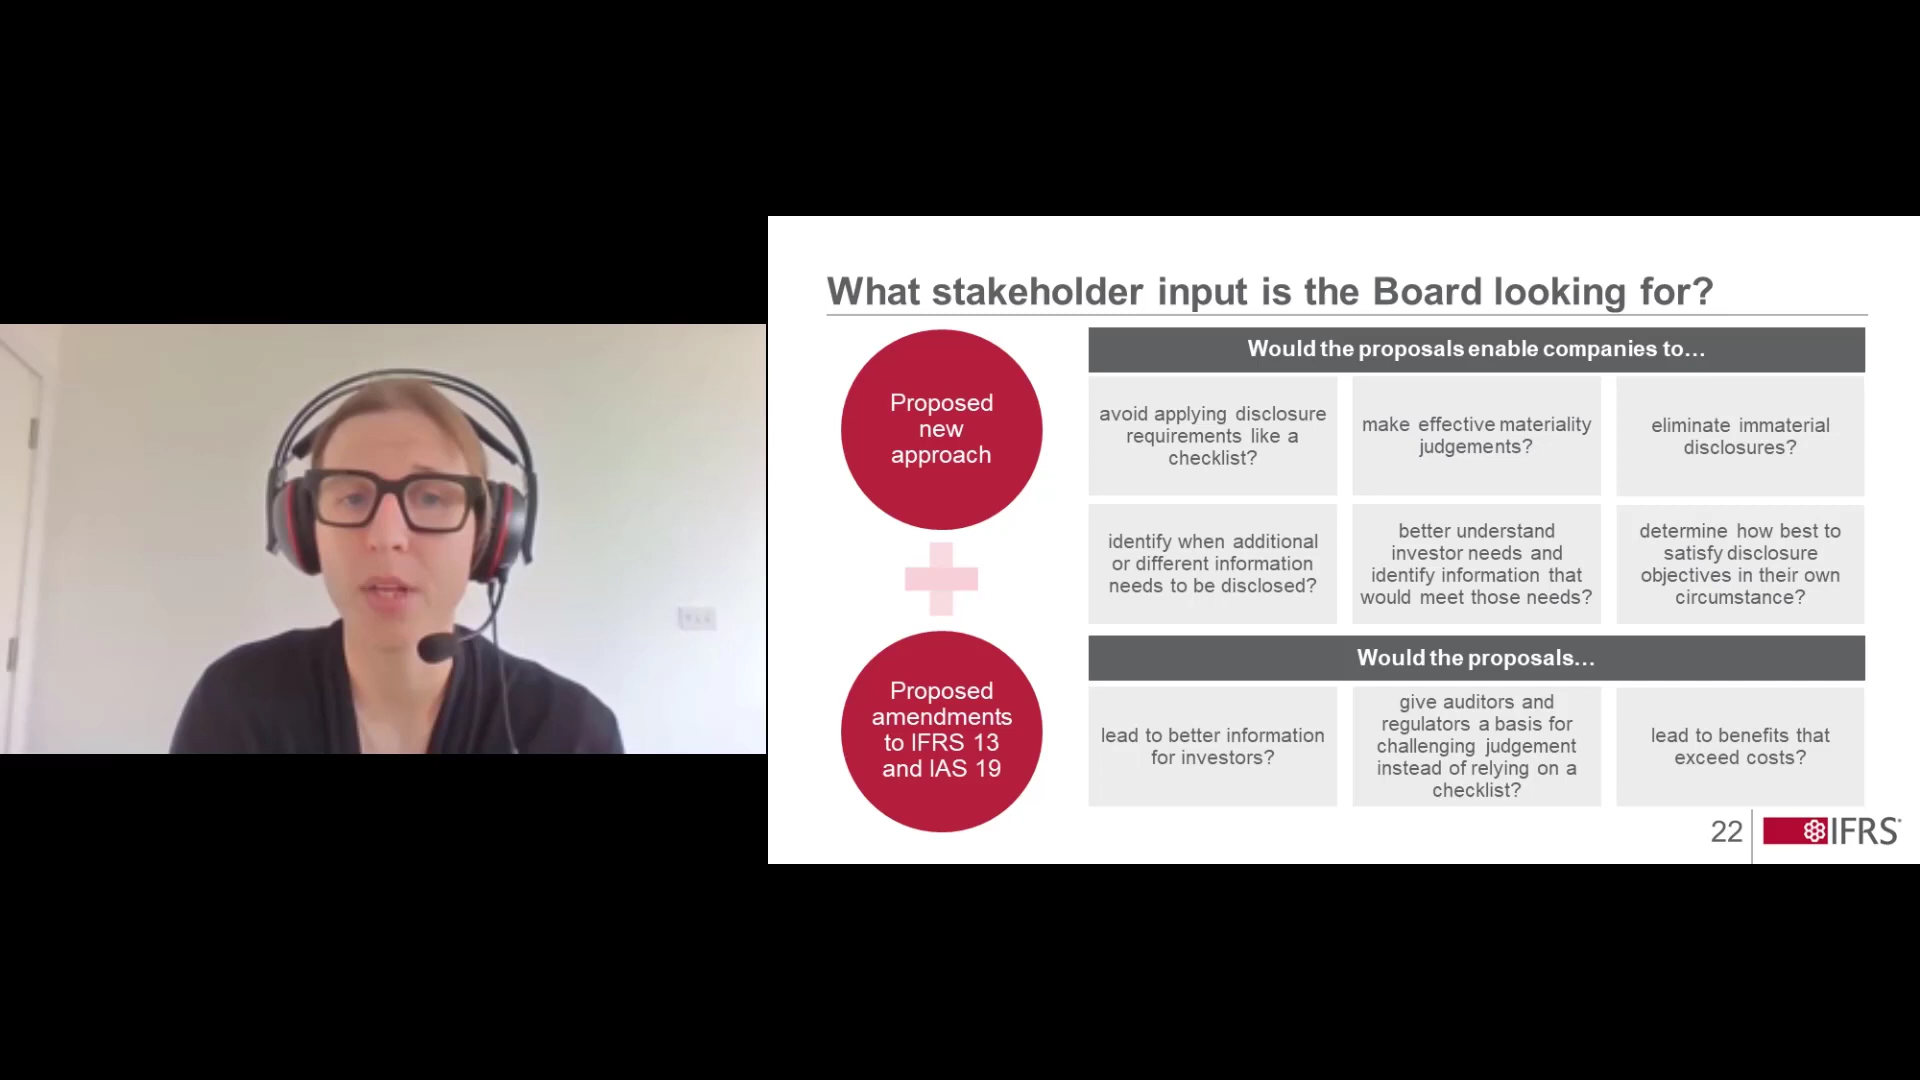 What stakeholder input is the Board looking for?
Proposed
new
approach
Proposed
amendments
to IFRS 13
and IAS 19
Would the proposals enable companies to…
avoid applying disclosure
requirements like a
checklist?
make effective materiality
judgements?
eliminate immaterial
disclosures?
identify when additional
or different information
needs to be disclosed?
better understand
investor needs and
identify information that
would meet those needs?
determine how best to
satisfy disclosure
objectives in their own
circumstance?
Would the proposals…
lead to better information
for investors?
give auditors and
regulators a basis for
challenging judgement
instead of relying on a
checklist?
lead to benefits that
exceed costs?
22
IFRS